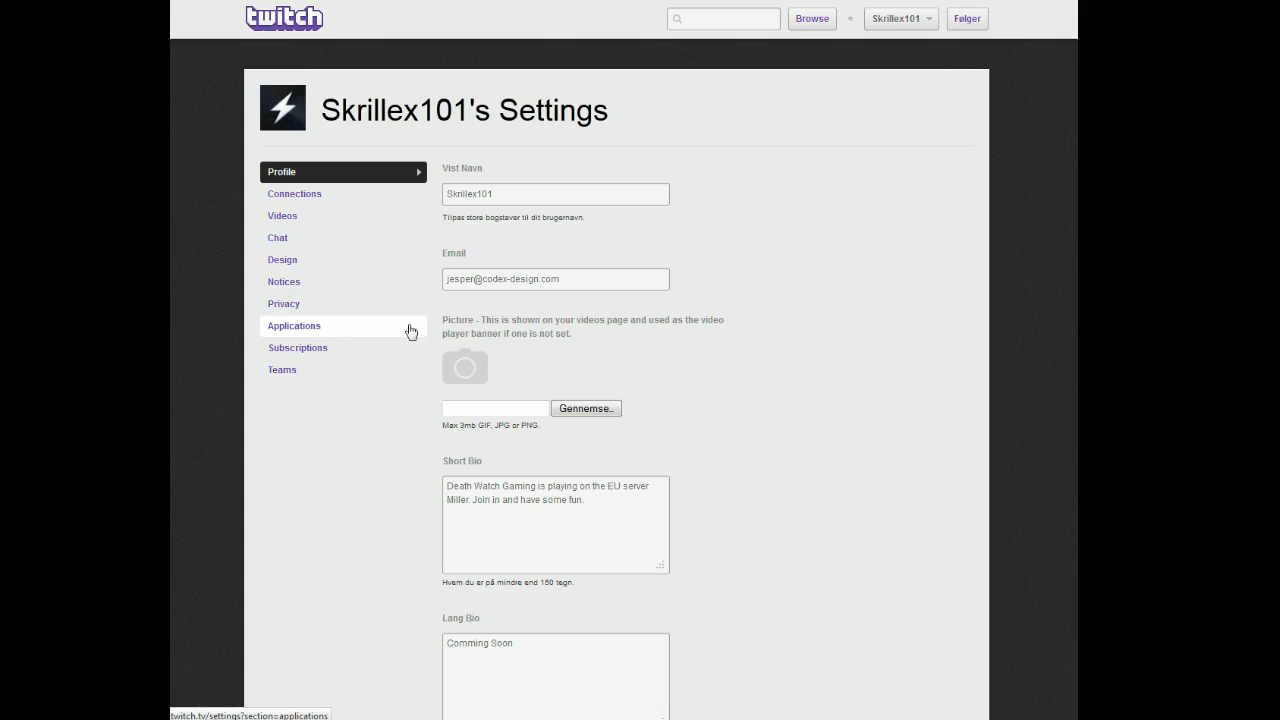 twitch
Browse
Skrillex101
Følger
Skrillex101's Settings
Profile
Connections
Videos
Chat
Design
Notices
Privacy
Applications
Subscriptions
Teams
Vist Navn
Skrillex101
Tilpas store bogstaver til dit brugernavn.
Email
jesper@codex-design.com
Picture - This is shown on your videos page and used as the video
player banner if one is not set.
Gennemse..
Max 3mb GIF, JPG or PNG.
Short Bio
Death Watch Gaming is playing on the EU server
Miller. Join in and have some fun.
Hvem du er på mindre end 150 tegn.
Lang Bio
Comming Soon
twitch.tv/settings?section=applications